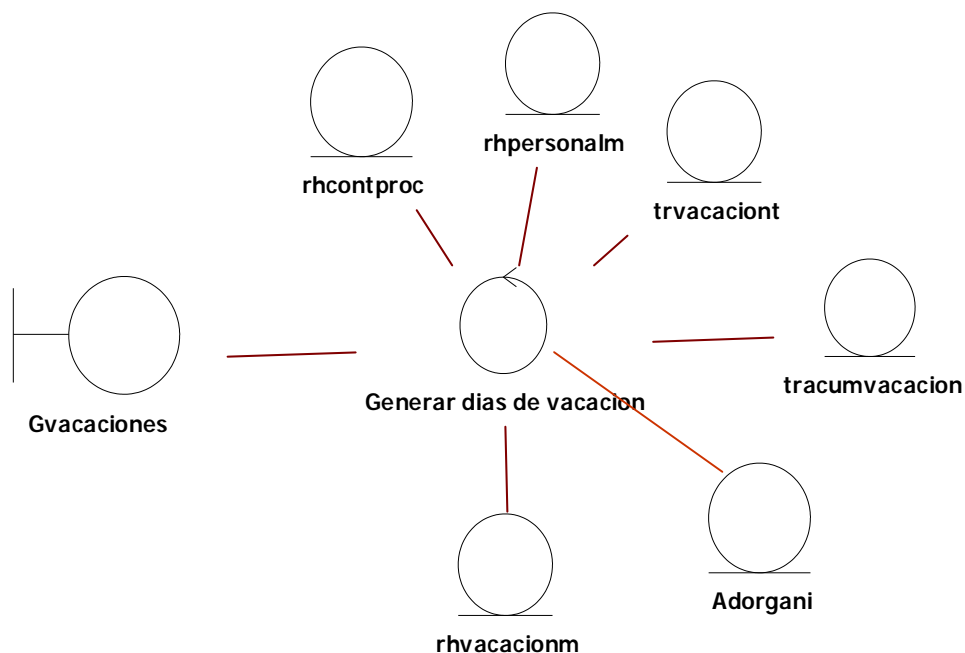 rhpersonalm
rhcontproc
trvacaciont
tracumvacacion
Generar dias de vacacion
Gvacaciones
Adorgani
rhvacacionm